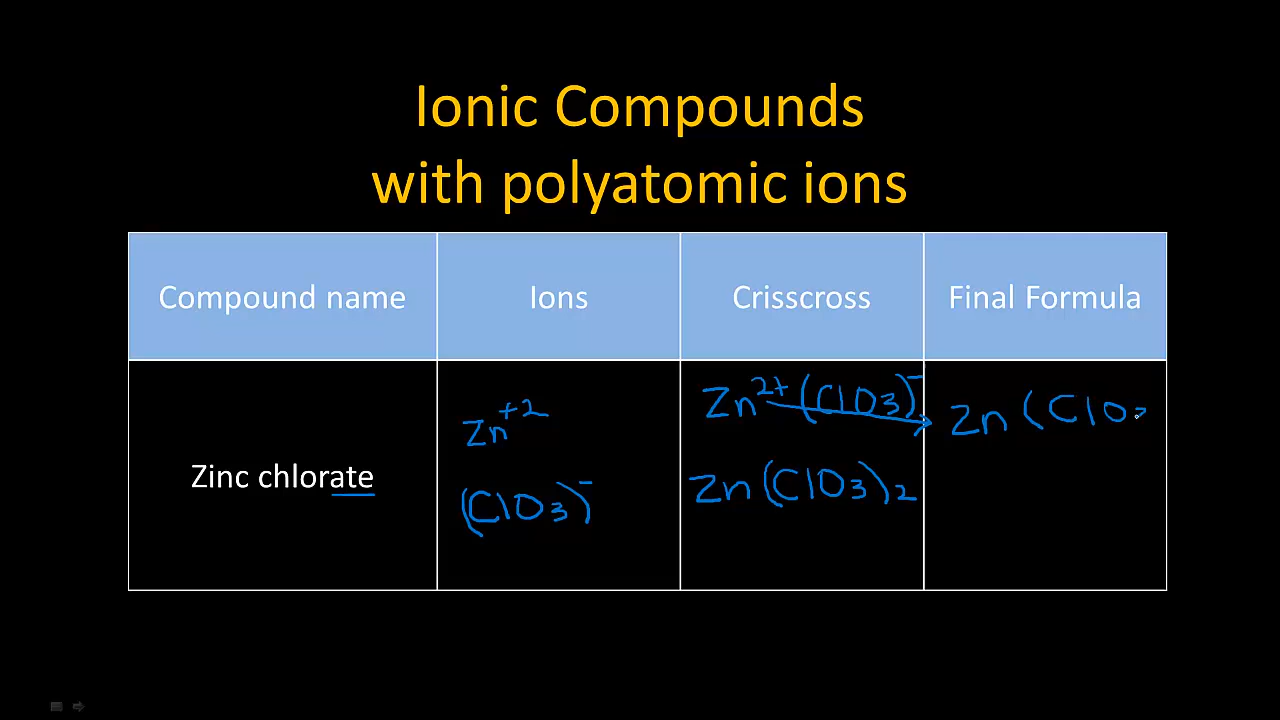 Ionic Compounds
with polyatomic ions
Compound name
Ions
Crisscross
Final Formula
Zinc chlorate
Zn⁺²
(ClO₃)⁻
Zn²⁺(ClO₃)⁻
Zn(ClO₃)₂
Zn(ClO